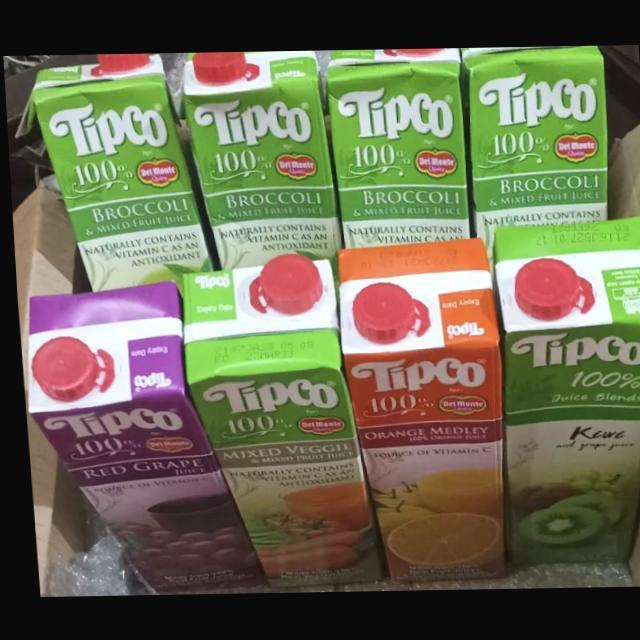 Tipco
100%
Del Monte
Quality
BROCCOLI
& MIXED FRUIT JUICE
NATURALLY CONTAINS
VITAMIN C AS AN
ANTIOXIDANT
Tipco
100%
Del Monte
Quality
BROCCOLI
& MIXED FRUIT JUICE
NATURALLY CONTAINS
VITAMIN C AS AN
ANTIOXIDANT
Tipco
100%
Del Monte
Quality
BROCCOLI
& MIXED FRUIT JUICE
NATURALLY CONTAINS
VITAMIN C AS AN
Tipco
100%
Del Monte
Quality
BROCCOLI
& MIXED FRUIT JUICE
NATURALLY CONTAINS
Expiry Date
Tipco
Tipco
100%
Del Monte
RED GRAPE
JUICE
SOURCE OF VITAMIN C
Tipco
Expiry Date
Tipco
100%
Del Monte
MIXED VEGGIE
& MIXED FRUIT JUICE
NATURALLY CONTAINS
VITAMIN C AS AN
ANTIOXIDANT
Expiry Date
Tipco
Tipco
100%
Del Monte
ORANGE MEDLEY
100% ORANGE JUICE
SOURCE OF VITAMIN C
Tipco
100%
Juice Blends
Kiwi
and grape juice